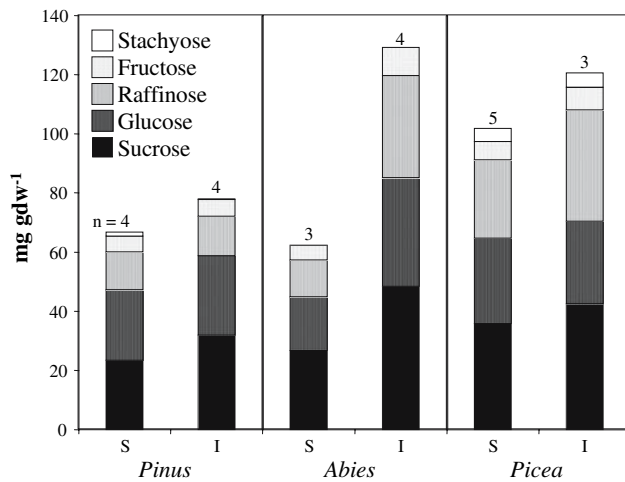 140
120
100
80
60
40
20
0
mg gdw-1
Stachyose
Fructose
Raffinose
Glucose
Sucrose
n = 4
4
3
4
5
3
S I S I S I
Pinus Abies Picea